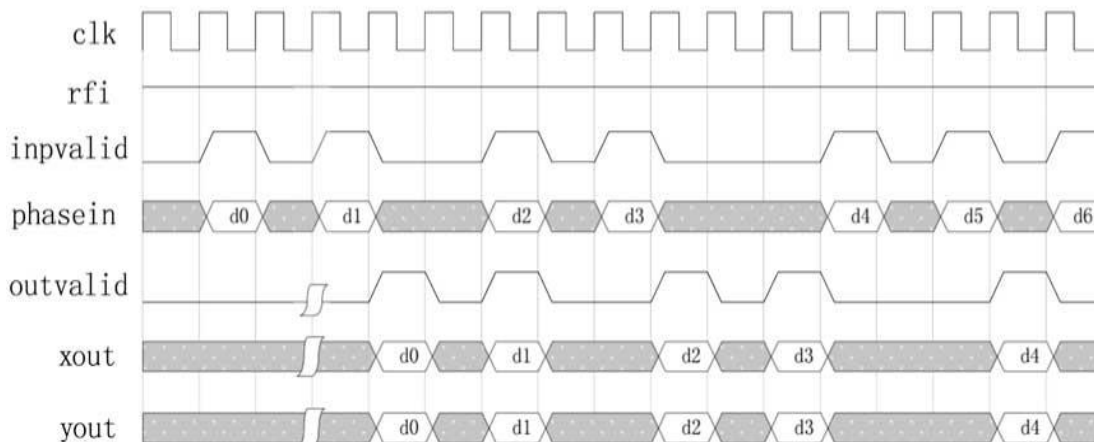 clk
rfi
inpvalid
phasein d0 d1 d2 d3 d4 d5 d6
outvalid
xout d0 d1 d2 d3 d4
yout d0 d1 d2 d3 d4